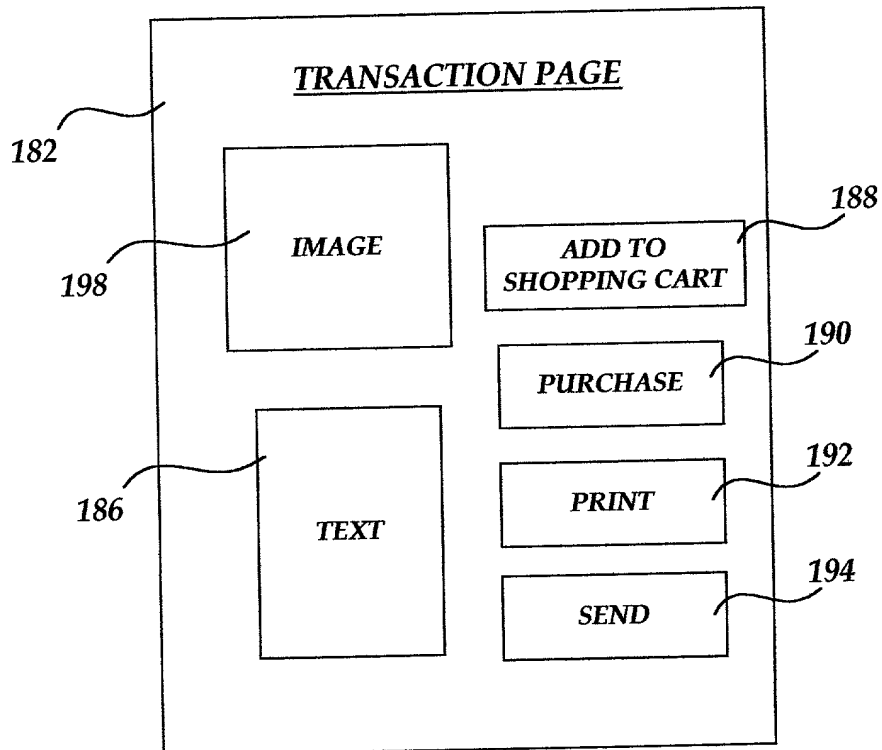 TRANSACTION PAGE
182
198
IMAGE
188
ADD TO
SHOPPING CART
190
PURCHASE
186
TEXT
192
PRINT
194
SEND